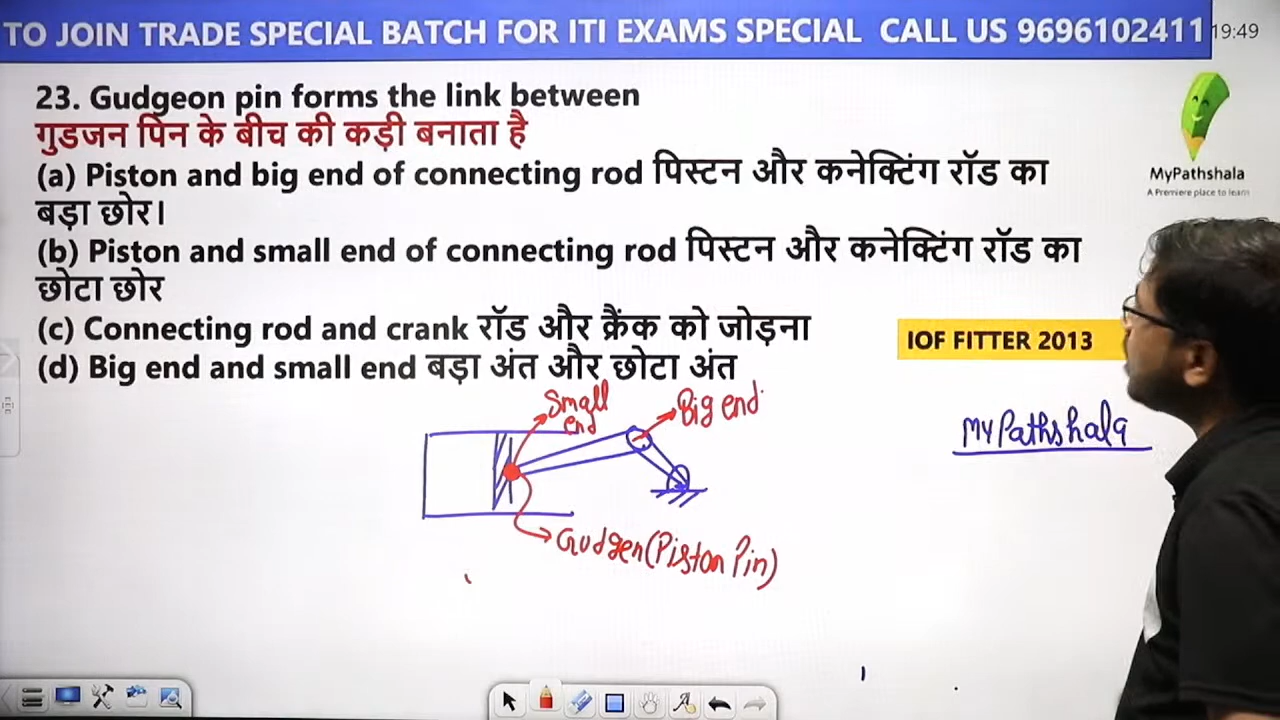 TO JOIN TRADE SPECIAL BATCH FOR ITI EXAMS SPECIAL CALL US 9696102411
19:49
23. Gudgeon pin forms the link between
गुडजन पिन के बीच की कड़ी बनाता है
(a) Piston and big end of connecting rod पिस्टन और कनेक्टिंग रॉड का
बड़ा छोर।
(b) Piston and small end of connecting rod पिस्टन और कनेक्टिंग रॉड का
छोटा छोर
(c) Connecting rod and crank रॉड और क्रैंक को जोड़ना
(d) Big end and small end बड़ा अंत और छोटा अंत
MyPathshala
A Premiere place to learn
IOF FITTER 2013
My Pathshala
Small
end
Big end
Gudgen (Piston Pin)